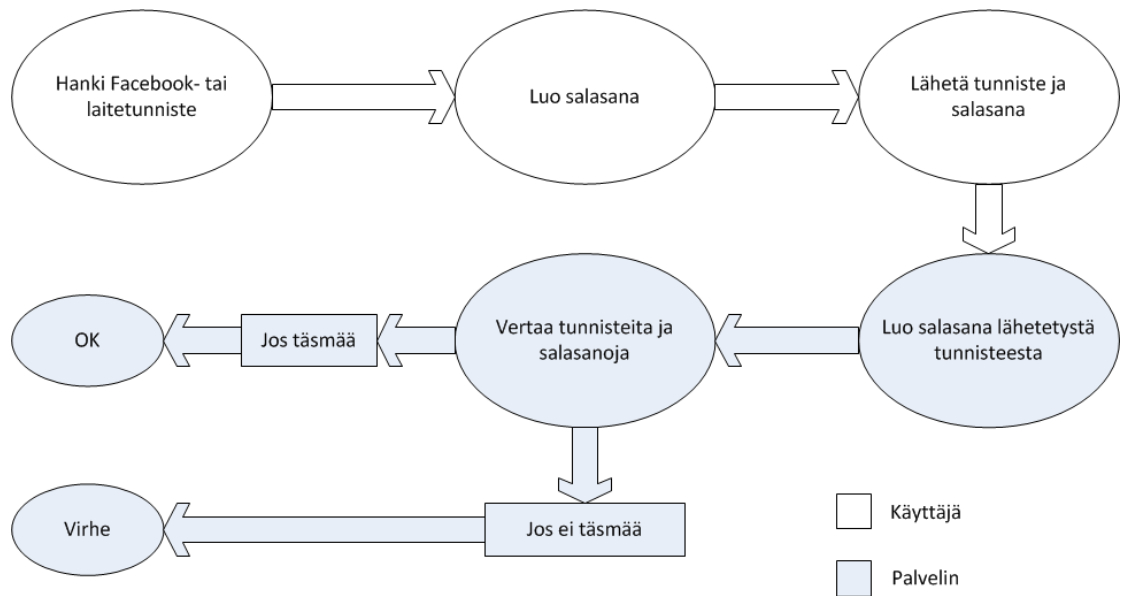 Hanki Facebook- tai
laitetunniste
Luo salasana
Lähetä tunniste ja
salasana
Luo salasana lähetetystä
tunnisteesta
Vertaa tunnisteita ja
salasanoja
Jos täsmää
OK
Jos ei täsmää
Virhe
Käyttäjä
Palvelin